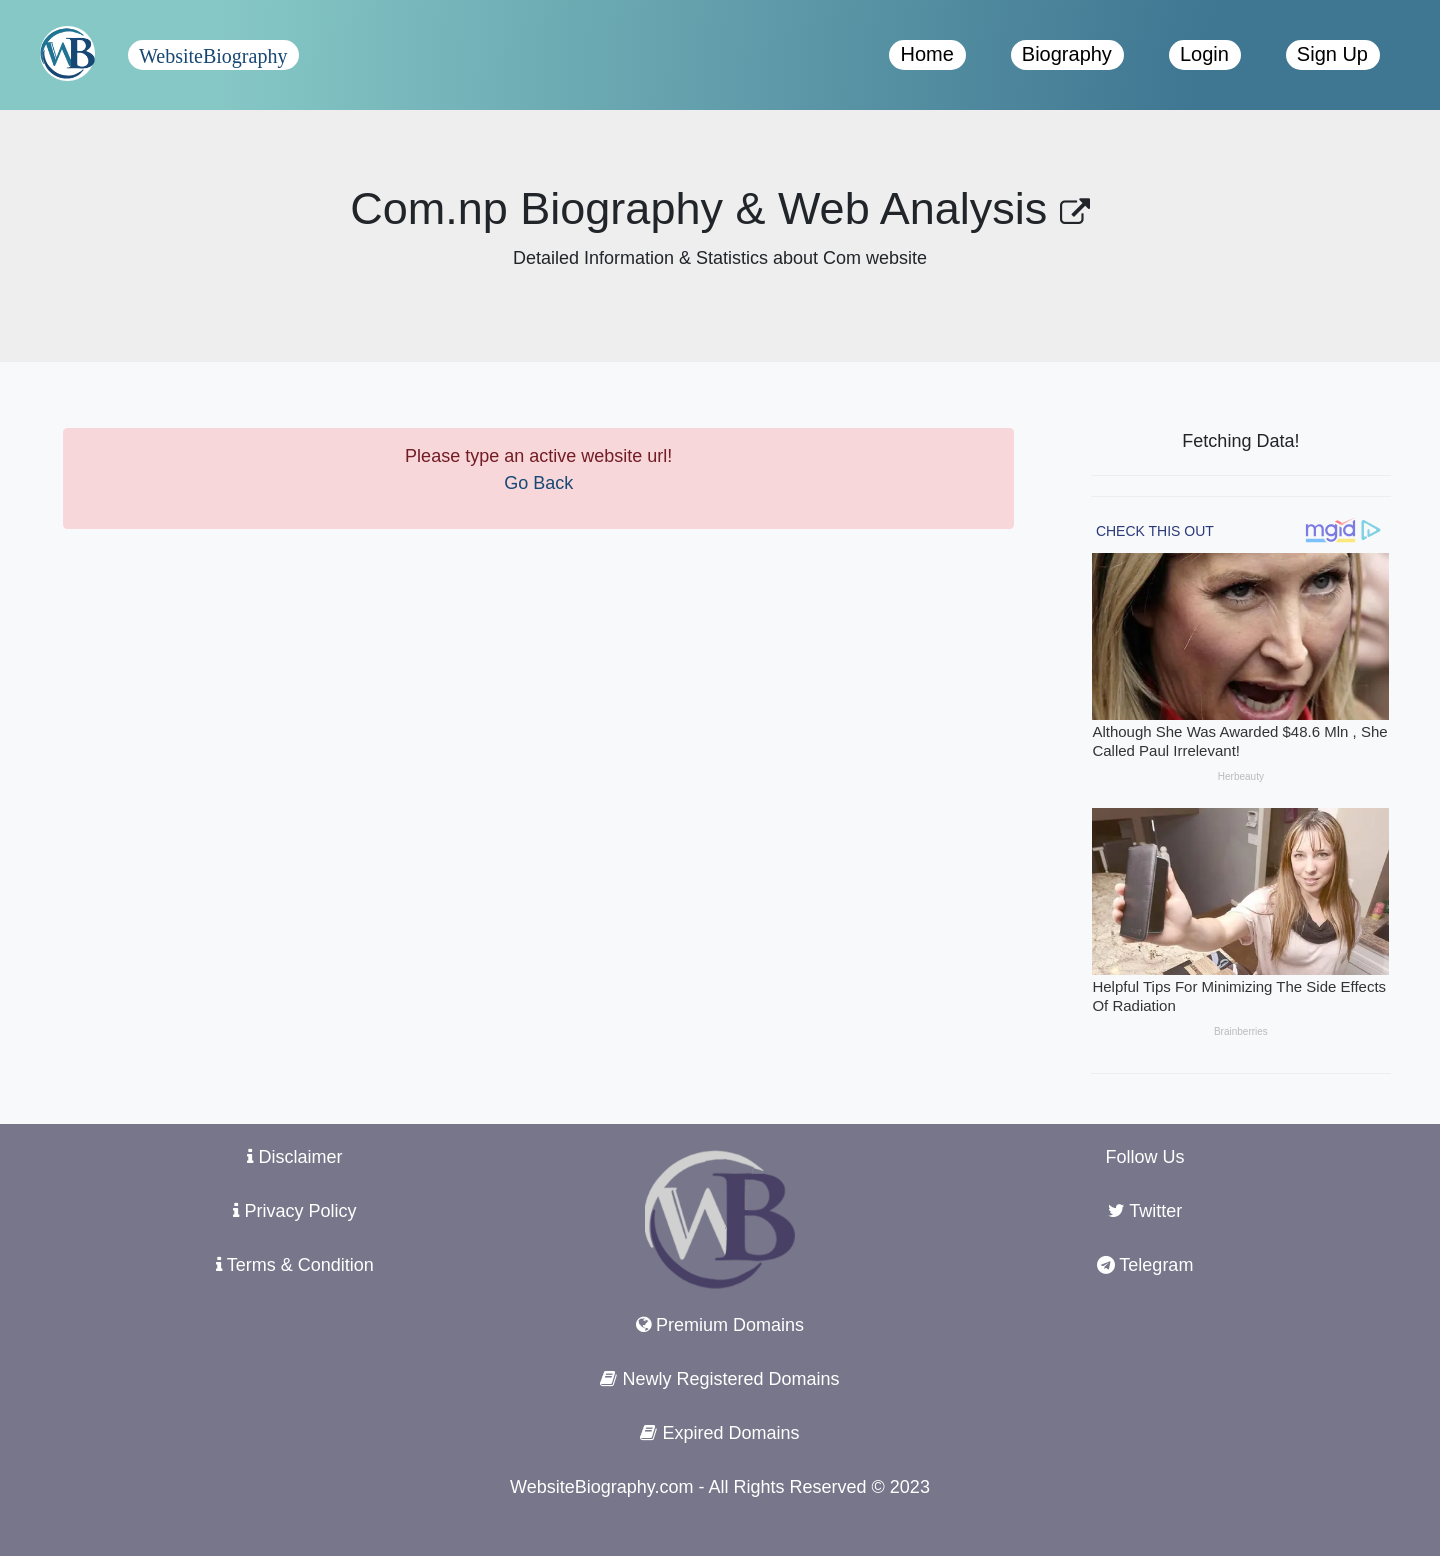 WB
WebsiteBiography
Home
Biography
Login
Sign Up
Com.np Biography & Web Analysis
Detailed Information & Statistics about Com website
Please type an active website url!
Go Back
Fetching Data!
CHECK THIS OUT
mgid
Although She Was Awarded $48.6 Mln , She
Called Paul Irrelevant!
Herbeauty
Helpful Tips For Minimizing The Side Effects
Of Radiation
Brainberries
Disclaimer
Privacy Policy
Terms & Condition
WB
Premium Domains
Newly Registered Domains
Expired Domains
WebsiteBiography.com - All Rights Reserved © 2023
Follow Us
Twitter
Telegram